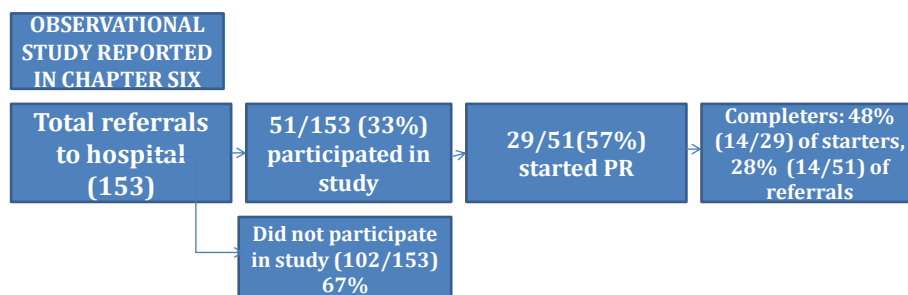 OBSERVATIONAL
STUDY REPORTED
IN CHAPTER SIX
Total referrals
to hospital
(153)
51/153 (33%)
participated in
study
29/51(57%)
started PR
Completers: 48%
(14/29) of starters,
28% (14/51) of
referrals
Did not participate
in study (102/153)
67%